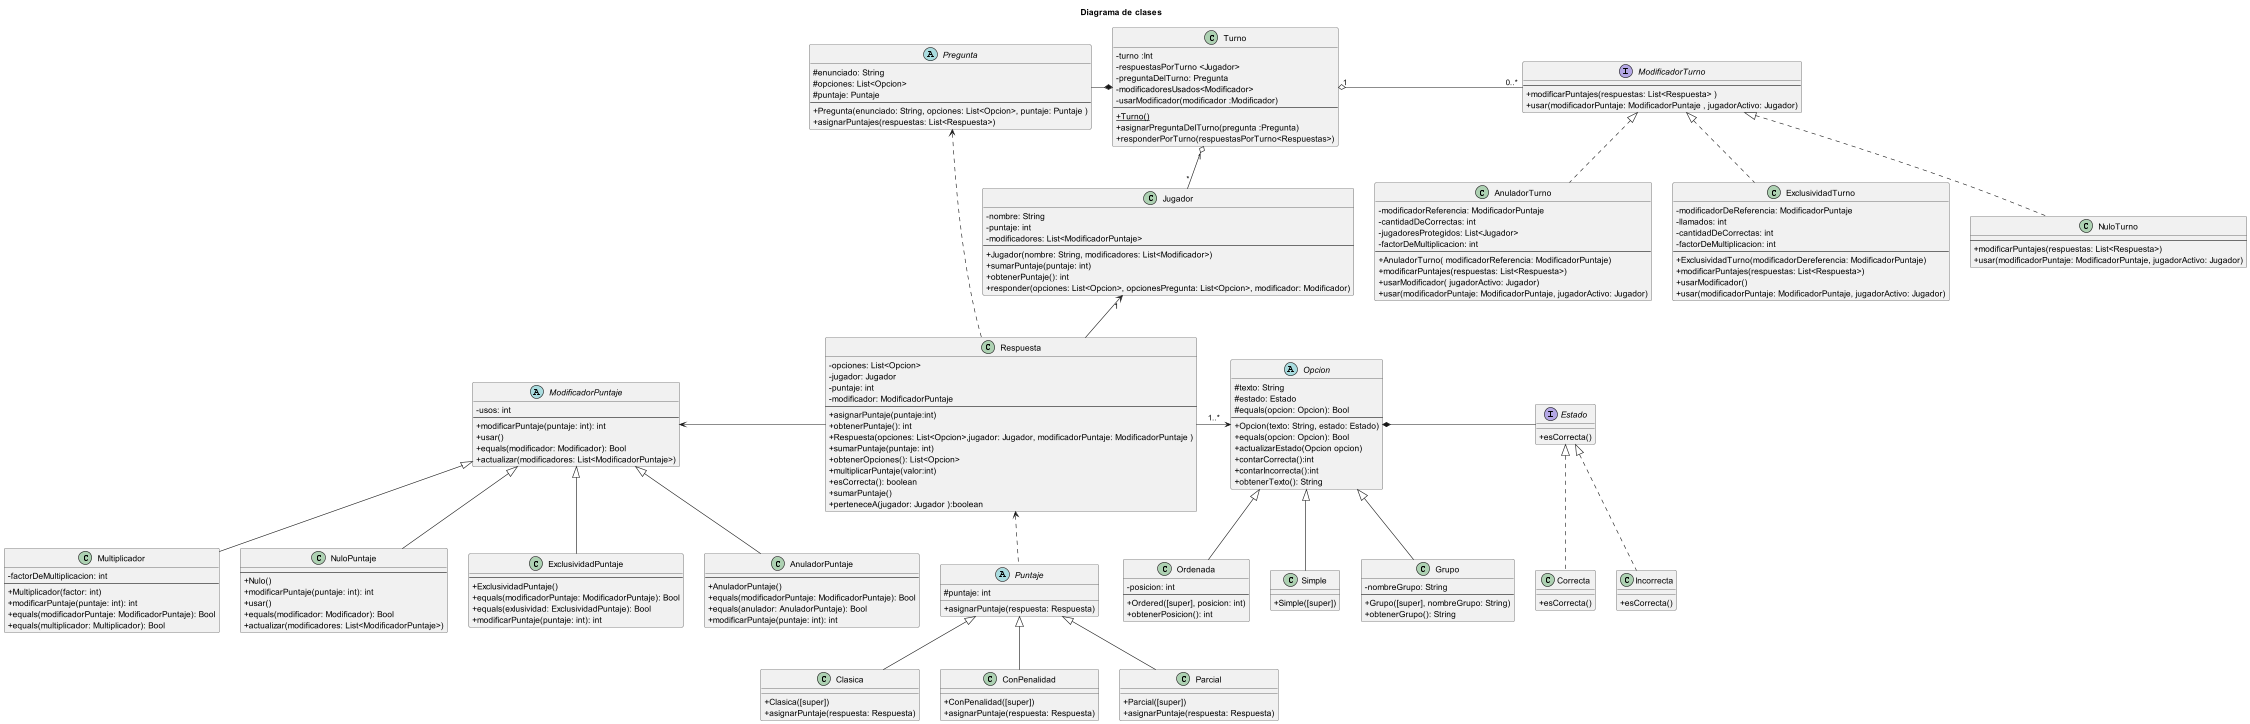 Diagrama de clases
A Pregunta
#enunciado: String
#opciones: List<Opcion>
#puntaje: Puntaje
+Pregunta(enunciado: String, opciones: List<Opcion>, puntaje: Puntaje )
+asignarPuntajes(respuestas: List<Respuesta>)
C Turno
-turno :Int
-respuestasPorTurno <Jugador>
-preguntaDelTurno: Pregunta
-modificadoresUsados<Modificador>
-usarModificador(modificador :Modificador)
+Turno()
+asignarPreguntaDelTurno(pregunta :Pregunta)
+responderPorTurno(respuestasPorTurno<Respuestas>)
1
0..*
I ModificadorTurno
+modificarPuntajes(respuestas: List<Respuesta> )
+usar(modificadorPuntaje: ModificadorPuntaje , jugadorActivo: Jugador)
1
*
C Jugador
-nombre: String
-puntaje: int
-modificadores: List<ModificadorPuntaje>
+Jugador(nombre: String, modificadores: List<Modificador>)
+sumarPuntaje(puntaje: int)
+obtenerPuntaje(): int
+responder(opciones: List<Opcion>, opcionesPregunta: List<Opcion>, modificador: Modificador)
1
C AnuladorTurno
-modificadorReferencia: ModificadorPuntaje
-cantidadDeCorrectas: int
-jugadoresProtegidos: List<Jugador>
-factorDeMultiplicacion: int
+AnuladorTurno( modificadorReferencia: ModificadorPuntaje)
+modificarPuntajes(respuestas: List<Respuesta>)
+usarModificador( jugadorActivo: Jugador)
+usar(modificadorPuntaje: ModificadorPuntaje, jugadorActivo: Jugador)
C ExclusividadTurno
-modificadorDeReferencia: ModificadorPuntaje
-llamados: int
-cantidadDeCorrectas: int
-factorDeMultiplicacion: int
+ExclusividadTurno(modificadorDereferencia: ModificadorPuntaje)
+modificarPuntajes(respuestas: List<Respuesta>)
+usarModificador()
+usar(modificadorPuntaje: ModificadorPuntaje, jugadorActivo: Jugador)
C NuloTurno
+modificarPuntajes(respuestas: List<Respuesta>)
+usar(modificadorPuntaje: ModificadorPuntaje, jugadorActivo: Jugador)
A ModificadorPuntaje
-usos: int
+modificarPuntaje(puntaje: int): int
+usar()
+equals(modificador: Modificador): Bool
+actualizar(modificadores: List<ModificadorPuntaje>)
C Respuesta
-opciones: List<Opcion>
-jugador: Jugador
-puntaje: int
-modificador: ModificadorPuntaje
+asignarPuntaje(puntaje:int)
+obtenerPuntaje(): int
+Respuesta(opciones: List<Opcion>,jugador: Jugador, modificadorPuntaje: ModificadorPuntaje )
+sumarPuntaje(puntaje: int)
+obtenerOpciones(): List<Opcion>
+multiplicarPuntaje(valor:int)
+esCorrecta(): boolean
+sumarPuntaje()
+perteneceA(jugador: Jugador ):boolean
1..*
A Opcion
#texto: String
#estado: Estado
#equals(opcion: Opcion): Bool
+Opcion(texto: String, estado: Estado)
+equals(opcion: Opcion): Bool
+actualizarEstado(Opcion opcion)
+contarCorrecta():int
+contarIncorrecta():int
+obtenerTexto(): String
I Estado
+esCorrecta()
C Multiplicador
-factorDeMultiplicacion: int
+Multiplicador(factor: int)
+modificarPuntaje(puntaje: int): int
+equals(modificadorPuntaje: ModificadorPuntaje): Bool
+equals(multiplicador: Multiplicador): Bool
C NuloPuntaje
+Nulo()
+modificarPuntaje(puntaje: int): int
+usar()
+equals(modificador: Modificador): Bool
+actualizar(modificadores: List<ModificadorPuntaje>)
C ExclusividadPuntaje
+ExclusividadPuntaje()
+equals(modificadorPuntaje: ModificadorPuntaje): Bool
+equals(exlusividad: ExclusividadPuntaje): Bool
+modificarPuntaje(puntaje: int): int
C AnuladorPuntaje
+AnuladorPuntaje()
+equals(modificadorPuntaje: ModificadorPuntaje): Bool
+equals(anulador: AnuladorPuntaje): Bool
+modificarPuntaje(puntaje: int): int
A Puntaje
#puntaje: int
+asignarPuntaje(respuesta: Respuesta)
C Ordenada
-posicion: int
+Ordered([super], posicion: int)
+obtenerPosicion(): int
C Simple
+Simple([super])
C Grupo
-nombreGrupo: String
+Grupo([super], nombreGrupo: String)
+obtenerGrupo(): String
C Correcta
+esCorrecta()
C Incorrecta
+esCorrecta()
C Clasica
+Clasica([super])
+asignarPuntaje(respuesta: Respuesta)
C ConPenalidad
+ConPenalidad([super])
+asignarPuntaje(respuesta: Respuesta)
C Parcial
+Parcial([super])
+asignarPuntaje(respuesta: Respuesta)